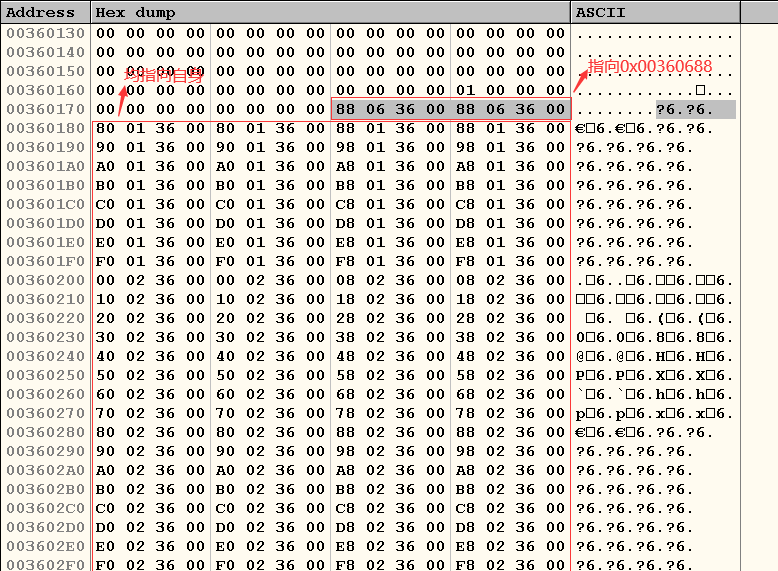 Address Hex dump ASCII
00360130 00 00 00 00 00 00 00 00 00 00 00 00 00 00 00 00 ................
00360140 00 00 00 00 00 00 00 00 00 00 00 00 00 00 00 00 ................
00360150 00 00 00 00 00 00 00 00 00 00 00 00 00 00 00 00 ................
均指向自身
指向0x00360688
00360160 00 00 00 00 00 00 00 00 00 00 00 00 01 00 00 00 ............□...
00360170 00 00 00 00 00 00 00 00 88 06 36 00 88 06 36 00 ........?6.?6.
00360180 80 01 36 00 80 01 36 00 88 01 36 00 88 01 36 00 €□6.€□6.?6.?6.
00360190 90 01 36 00 90 01 36 00 98 01 36 00 98 01 36 00 ?6.?6.?6.?6.
003601A0 A0 01 36 00 A0 01 36 00 A8 01 36 00 A8 01 36 00 ?6.?6.?6.?6.
003601B0 B0 01 36 00 B0 01 36 00 B8 01 36 00 B8 01 36 00 ?6.?6.?6.?6.
003601C0 C0 01 36 00 C0 01 36 00 C8 01 36 00 C8 01 36 00 ?6.?6.?6.?6.
003601D0 D0 01 36 00 D0 01 36 00 D8 01 36 00 D8 01 36 00 ?6.?6.?6.?6.
003601E0 E0 01 36 00 E0 01 36 00 E8 01 36 00 E8 01 36 00 ?6.?6.?6.?6.
003601F0 F0 01 36 00 F0 01 36 00 F8 01 36 00 F8 01 36 00 ?6.?6.?6.?6.
00360200 00 02 36 00 00 02 36 00 08 02 36 00 08 02 36 00 .□6..□6.□□6.□□6.
00360210 10 02 36 00 10 02 36 00 18 02 36 00 18 02 36 00 □□6.□□6.□□6.□□6.
00360220 20 02 36 00 20 02 36 00 28 02 36 00 28 02 36 00 □6. □6.(□6.(□6.
00360230 30 02 36 00 30 02 36 00 38 02 36 00 38 02 36 00 0□6.0□6.8□6.8□6.
00360240 40 02 36 00 40 02 36 00 48 02 36 00 48 02 36 00 @□6.@□6.H□6.H□6.
00360250 50 02 36 00 50 02 36 00 58 02 36 00 58 02 36 00 P□6.P□6.X□6.X□6.
00360260 60 02 36 00 60 02 36 00 68 02 36 00 68 02 36 00 `□6.`□6.h□6.h□6.
00360270 70 02 36 00 70 02 36 00 78 02 36 00 78 02 36 00 p□6.p□6.x□6.x□6.
00360280 80 02 36 00 80 02 36 00 88 02 36 00 88 02 36 00 €□6.€□6.?6.?6.
00360290 90 02 36 00 90 02 36 00 98 02 36 00 98 02 36 00 ?6.?6.?6.?6.
003602A0 A0 02 36 00 A0 02 36 00 A8 02 36 00 A8 02 36 00 ?6.?6.?6.?6.
003602B0 B0 02 36 00 B0 02 36 00 B8 02 36 00 B8 02 36 00 ?6.?6.?6.?6.
003602C0 C0 02 36 00 C0 02 36 00 C8 02 36 00 C8 02 36 00 ?6.?6.?6.?6.
003602D0 D0 02 36 00 D0 02 36 00 D8 02 36 00 D8 02 36 00 ?6.?6.?6.?6.
003602E0 E0 02 36 00 E0 02 36 00 E8 02 36 00 E8 02 36 00 ?6.?6.?6.?6.
003602F0 F0 02 36 00 F0 02 36 00 F8 02 36 00 F8 02 36 00 ?6.?6.?6.?6.